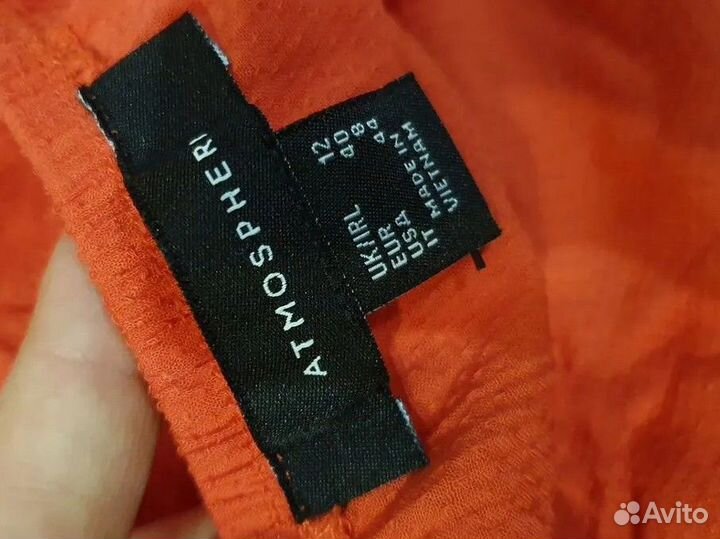 ATMOSPHERE
UK/IRL 12
EUR 40
USA 8
IT 44
MADE IN
VIETNAM
Avito